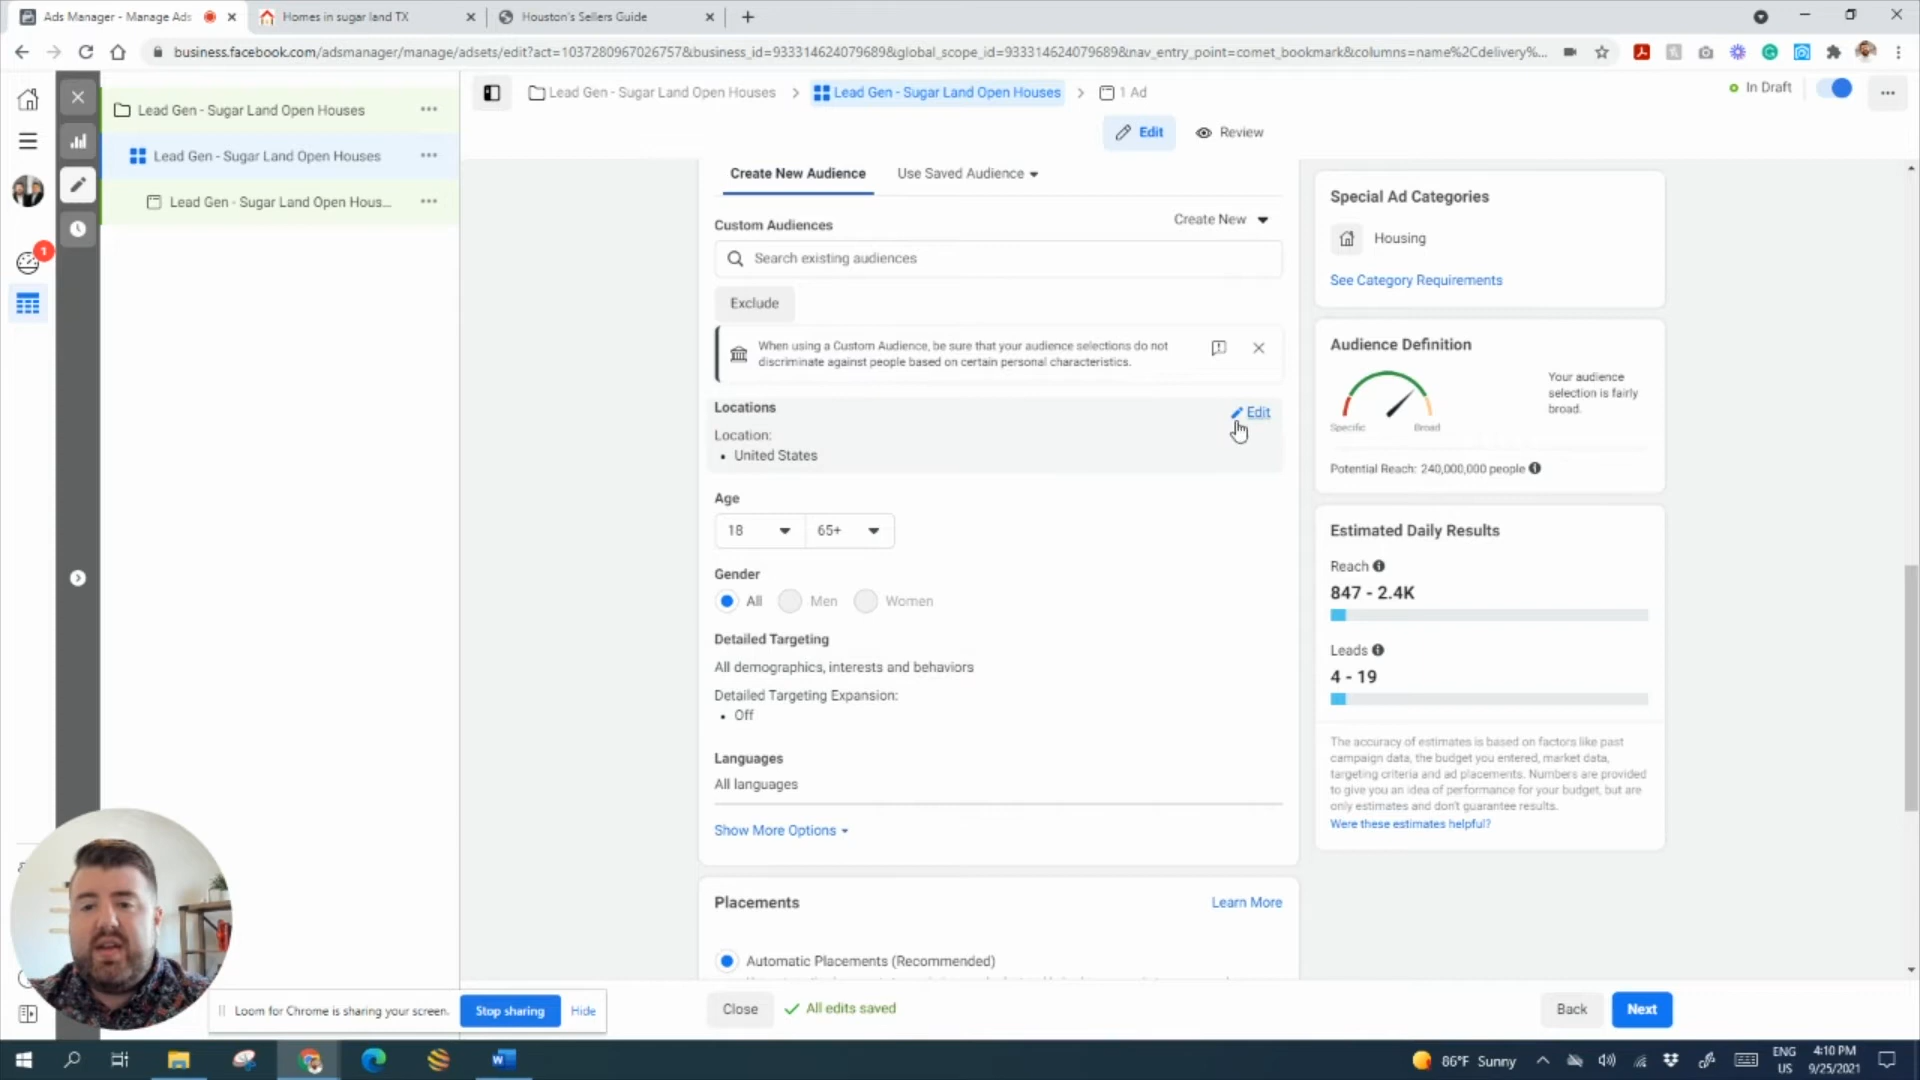 Ads Manager - Manage Ads
Homes in sugar land TX
Houston's Sellers Guide
business.facebook.com/adsmanager/manage/adsets/edit?act=10372809670267578&business_id=933314624079689&global_scope_id=933314624079689&nav_entry_point=comet_bookmark&columns=name%2Cdelivery%...
Lead Gen - Sugar Land Open Houses
Lead Gen - Sugar Land Open Houses
Lead Gen - Sugar Land Open Hous...
1
Lead Gen - Sugar Land Open Houses
Lead Gen - Sugar Land Open Houses
1 Ad
In Draft
Edit
Review
Create New Audience
Use Saved Audience
Custom Audiences
Create New
Search existing audiences
Exclude
When using a Custom Audience, be sure that your audience selections do not
discriminate against people based on certain personal characteristics.
Locations
Edit
Location:
• United States
Age
18
65+
Gender
All
Men
Women
Detailed Targeting
All demographics, interests and behaviors
Detailed Targeting Expansion:
• Off
Languages
All languages
Show More Options
Placements
Learn More
Automatic Placements (Recommended)
Special Ad Categories
Housing
See Category Requirements
Audience Definition
Your audience
selection is fairly
broad.
Specific
Broad
Potential Reach: 240,000,000 people
Estimated Daily Results
Reach
847 - 2.4K
Leads
4 - 19
The accuracy of estimates is based on factors like past
campaign data, the budget you entered, market data,
targeting criteria and ad placements. Numbers are provided
to give you an idea of performance for your budget, but are
only estimates and don't guarantee results.
Were these estimates helpful?
Close
All edits saved
Back
Next
Loom for Chrome is sharing your screen.
Stop sharing
Hide
86°F Sunny
ENG
US
4:10 PM
9/25/2021